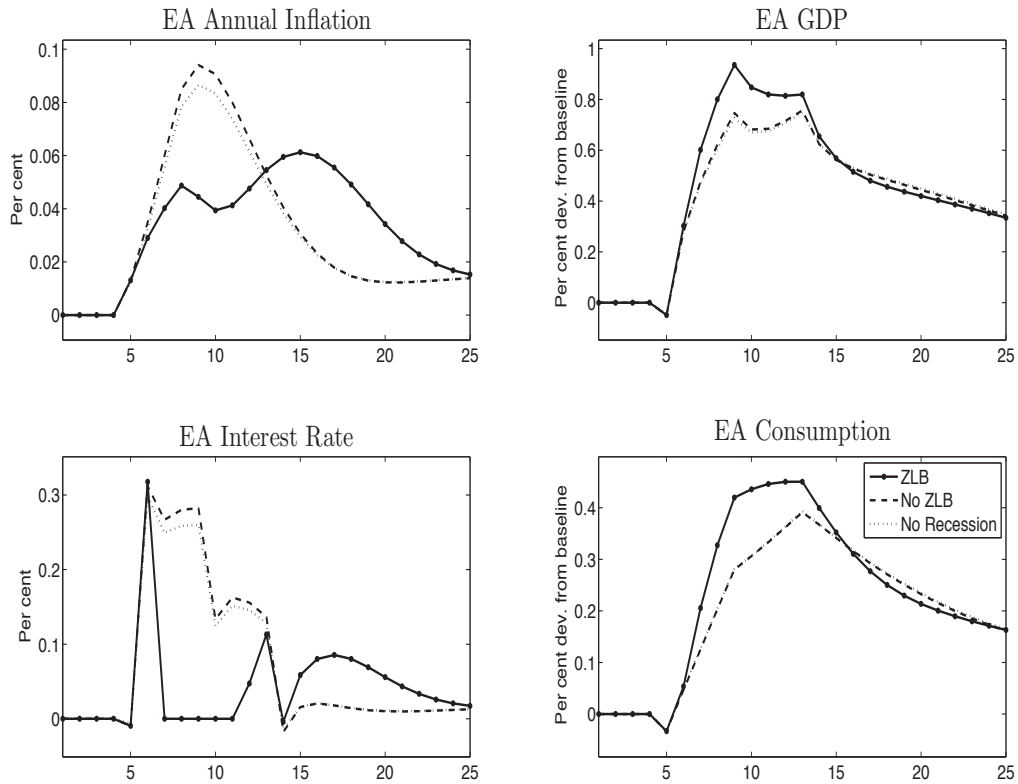 EA Annual Inflation
Per cent
0.1
0.08
0.06
0.04
0.02
0
5 10 15 20 25
EA GDP
Per cent dev. from baseline
1
0.8
0.6
0.4
0.2
0
5 10 15 20 25
EA Interest Rate
Per cent
0.3
0.2
0.1
0
5 10 15 20 25
EA Consumption
Per cent dev. from baseline
0.4
0.3
0.2
0.1
0
ZLB
No ZLB
No Recession
5 10 15 20 25